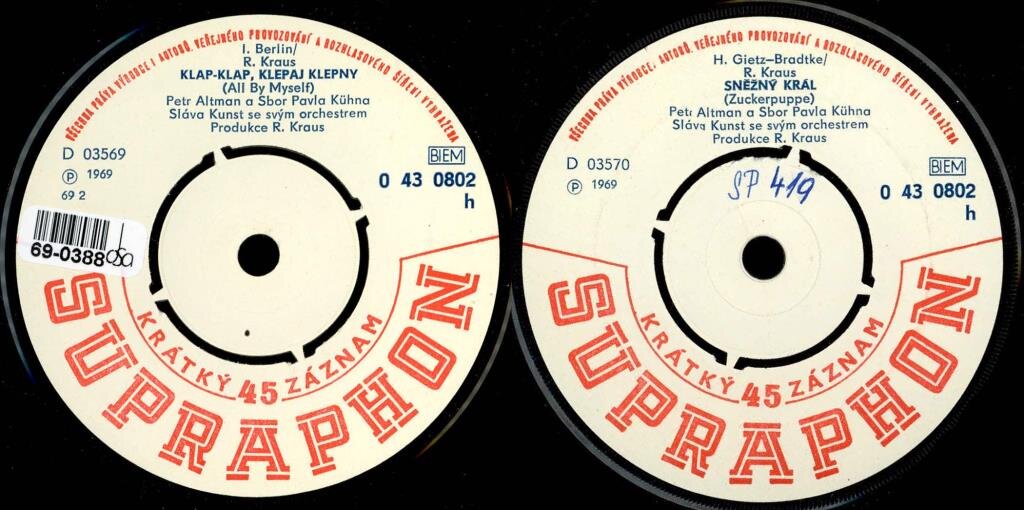 VŠECHNA PRÁVA VÝROBCE I AUTORŮ, VEŘEJNÉHO PROVOZOVÁNÍ A ROZHLASOVÉHO ŠÍŘENÍ VYHRAŽENA
I. Berlin/
R. Kraus
KLAP-KLAP, KLEPAJ KLEPNY
(All By Myself)
Petr Altman a Sbor Pavla Kühna
Sláva Kunst se svým orchestrem
Produkce R. Kraus
D 03569
BIEM
Ⓟ 1969
0 43 0802
69 2
h
69-0388
KRÁTKÝ 45 ZÁZNAM
SUPRAPHON
VŠECHNA PRÁVA VÝROBCE, AUTORŮ, VEŘEJNÉHO PROVOZOVÁNÍ A ROZHLASOVÉHO ŠÍŘENÍ VYHRAŽENA
H. Gietz-Bradtke/
R. Kraus
SNĚŽNÝ KRÁL
(Zuckerpuppe)
Petr Altman a Sbor Pavla Kühna
Sláva Kunst se svým orchestrem
Produkce R. Kraus
D 03570
BIEM
Ⓟ 1969
0 43 0802
h
SP 419
KRÁTKÝ 45 ZÁZNAM
SUPRAPHON